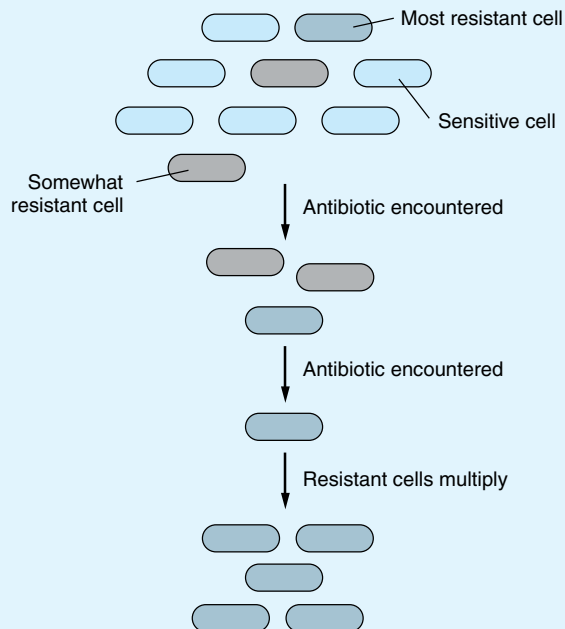 Most resistant cell
Sensitive cell
Somewhat
resistant cell
Antibiotic encountered
Antibiotic encountered
Resistant cells multiply